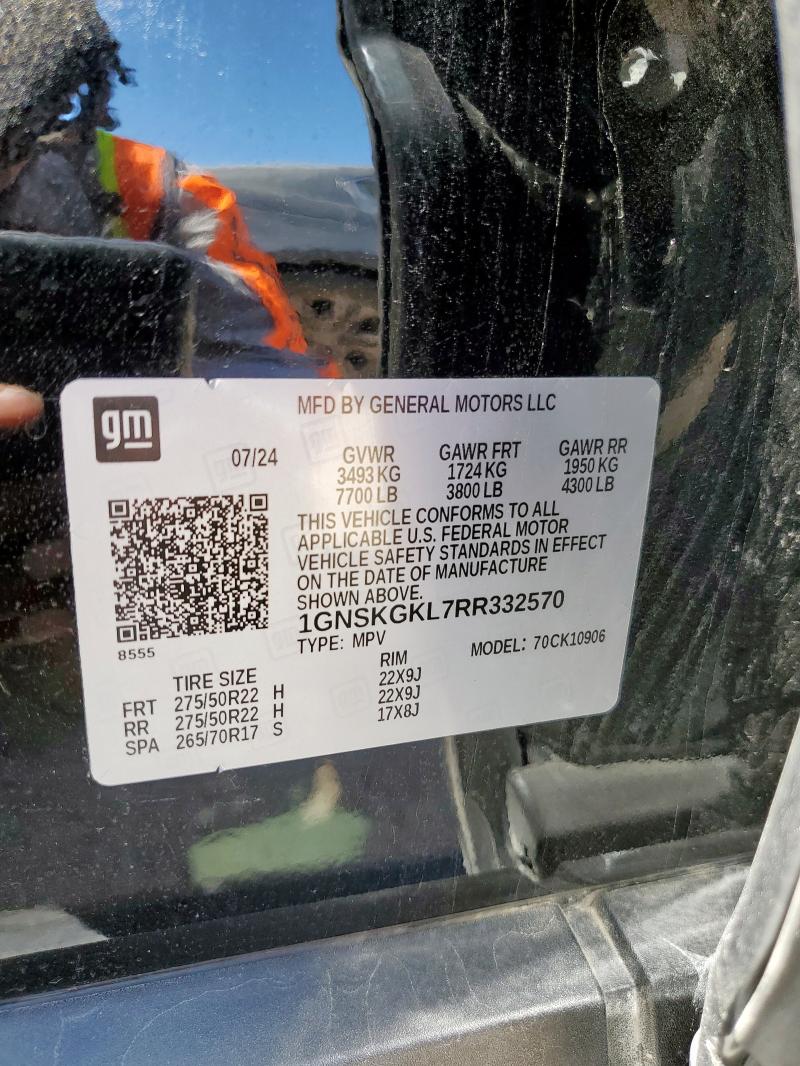 gm
MFD BY GENERAL MOTORS LLC
07/24
GVWR GAWR FRT GAWR RR
3493 KG 1724 KG 1950 KG
7700 LB 3800 LB 4300 LB
THIS VEHICLE CONFORMS TO ALL
APPLICABLE U.S. FEDERAL MOTOR
VEHICLE SAFETY STANDARDS IN EFFECT
ON THE DATE OF MANUFACTURE
SHOWN ABOVE.
1GNSKGKL7RR332570
8555
TYPE: MPV MODEL: 70CK10906
TIRE SIZE RIM
FRT 275/50R22 H 22X9J
RR 275/50R22 H 22X9J
SPA 265/70R17 S 17X8J